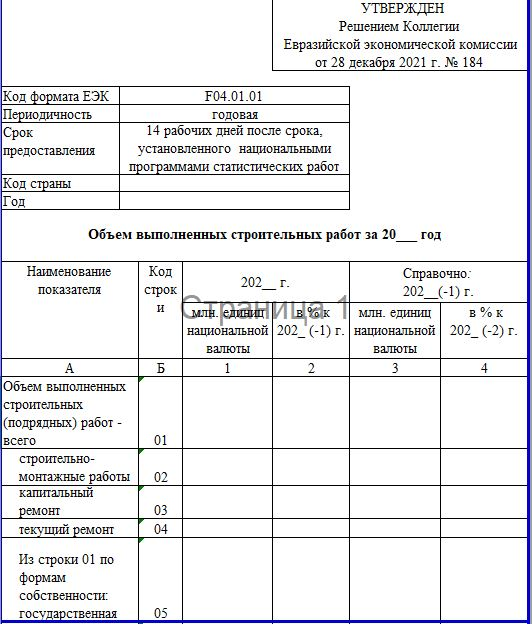 УТВЕРЖДЕН
Решением Коллегии
Евразийской экономической комиссии
от 28 декабря 2021 г. № 184
Код формата ЕЭК F04.01.01
Периодичность годовая
Срок предоставления 14 рабочих дней после срока,
установленного национальными
программами статистических работ
Код страны
Год
Объем выполненных строительных работ за 20___ год
Наименование показателя Код строк и 202__ г. Справочно:
202__(-1) г.
Страница 1
млн. единиц национальной валюты в % к 202_ (-1) г. млн. единиц национальной валюты в % к 202_ (-2) г.
А Б 1 2 3 4
Объем выполненных
строительных
(подрядных) работ -
всего 01
строительно-
монтажные работы 02
капитальный
ремонт 03
текущий ремонт 04
Из строки 01 по
формам
собственности:
государственная 05